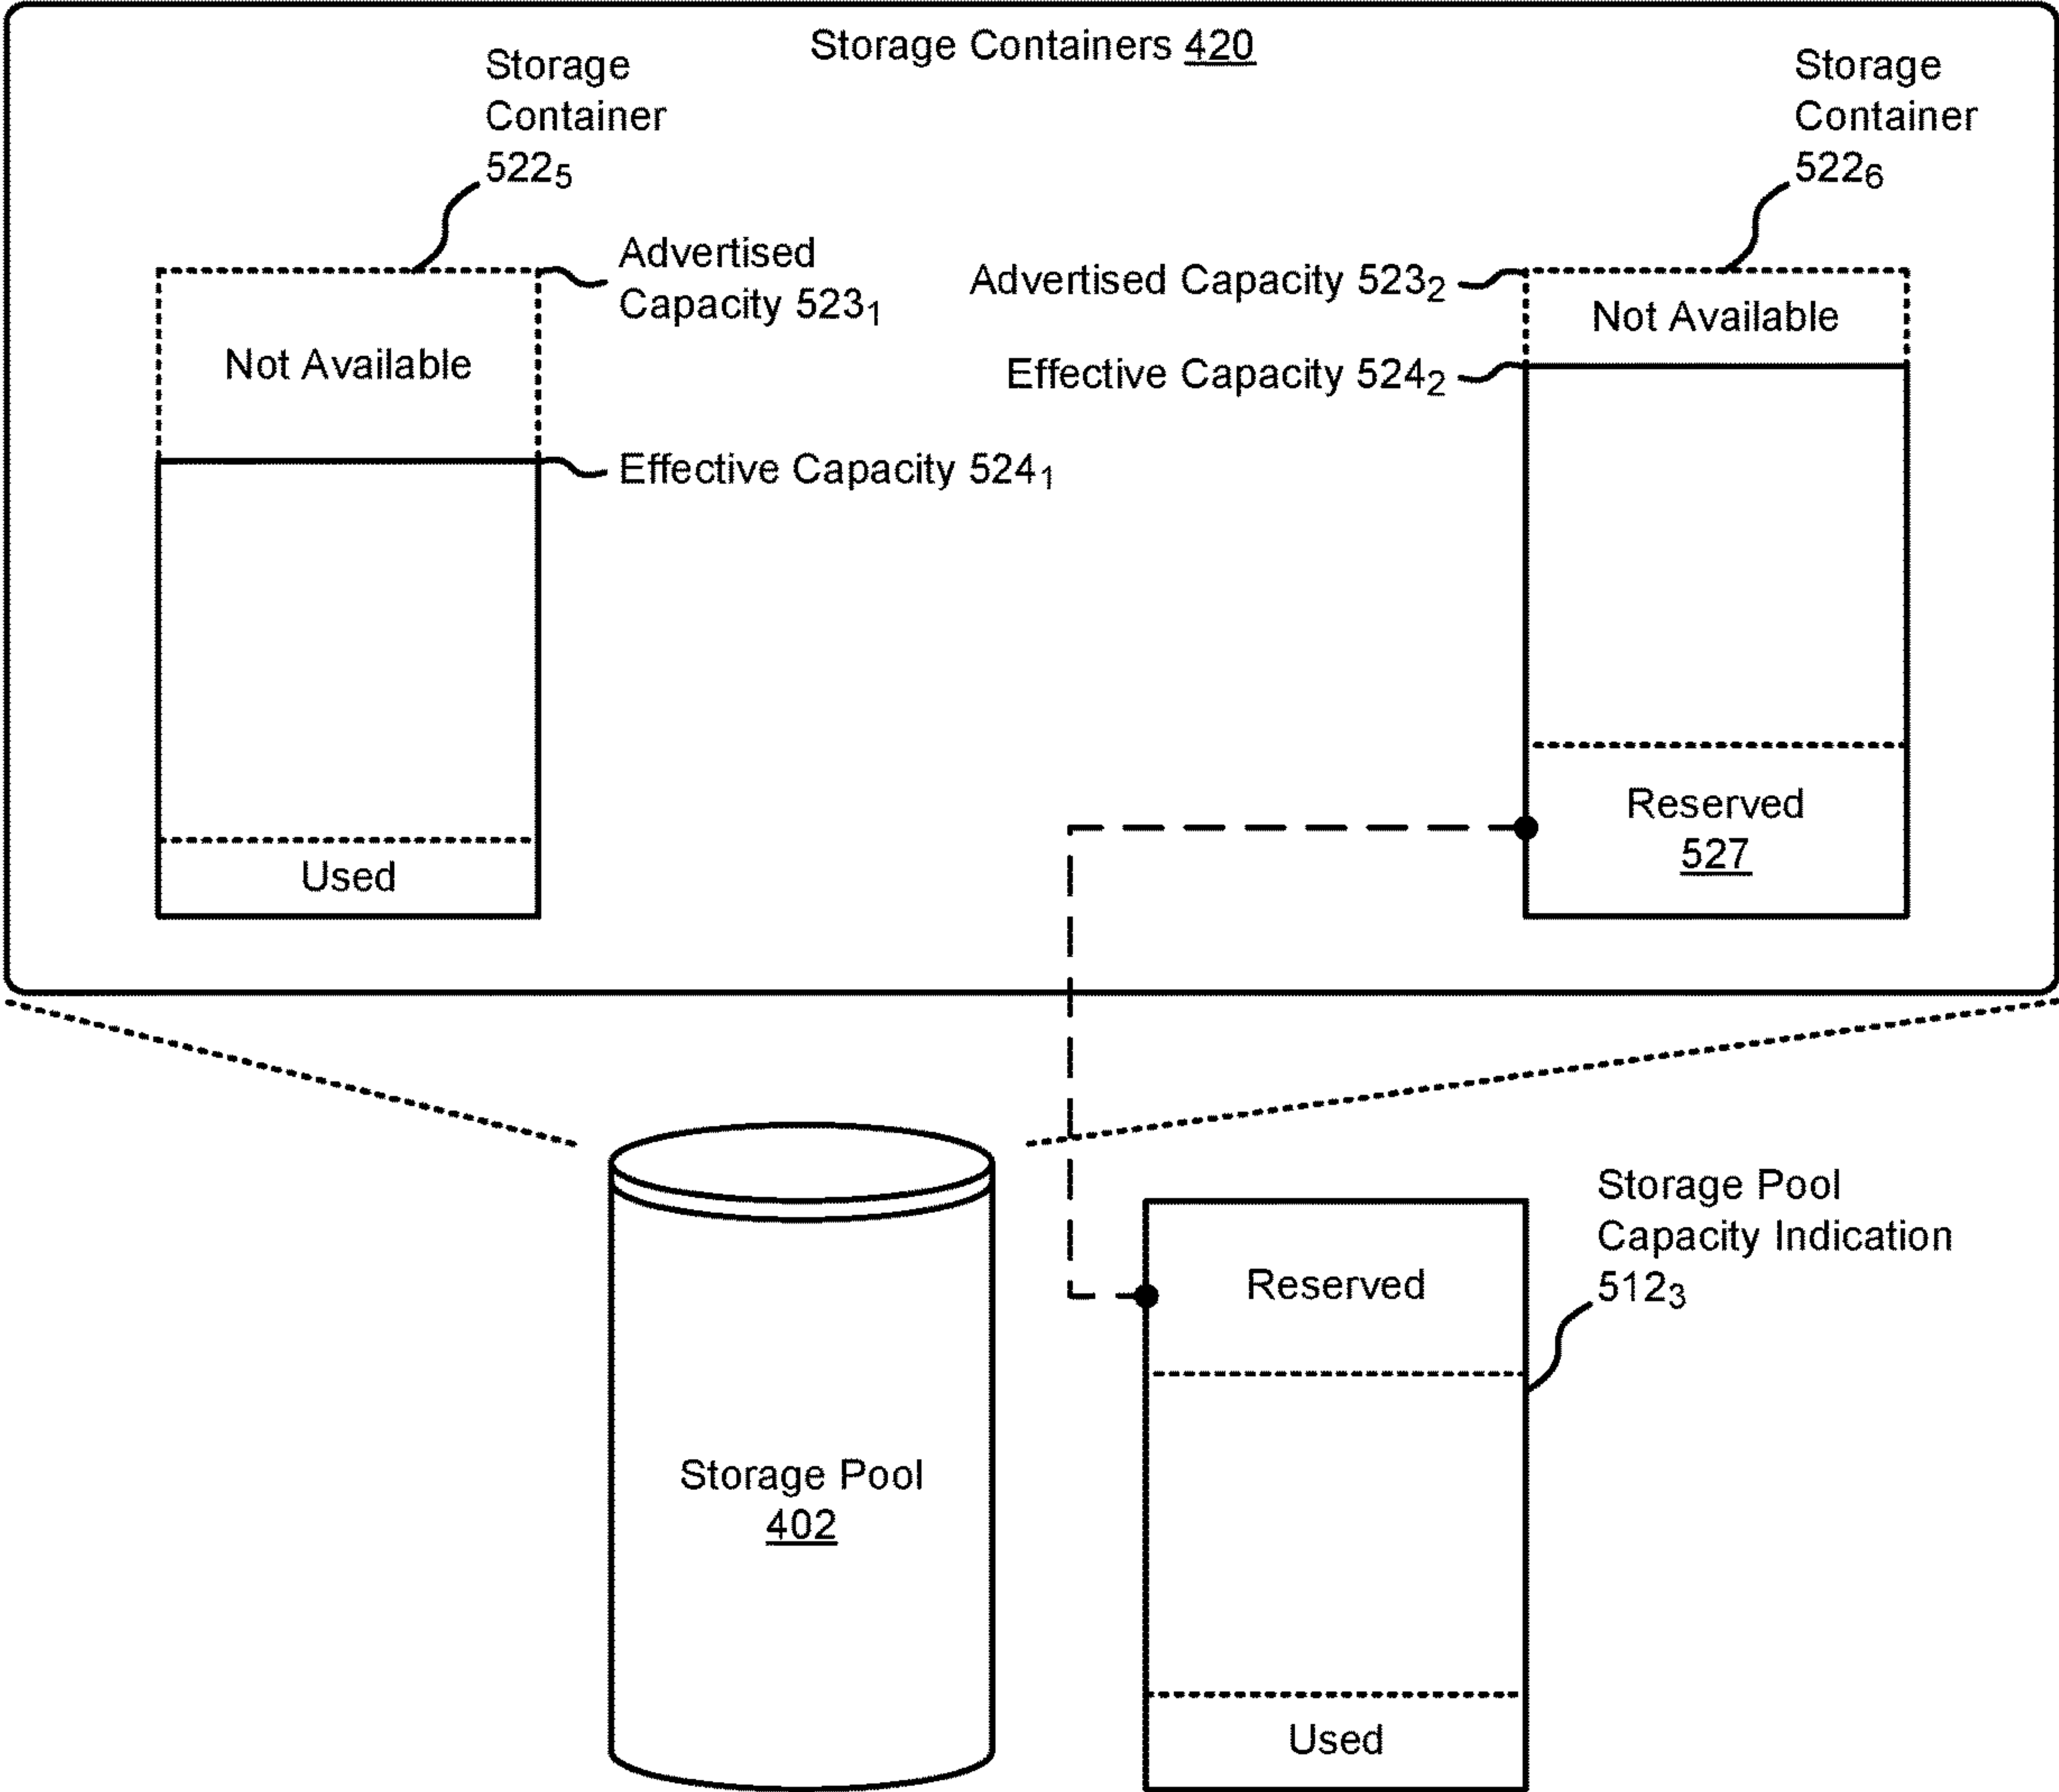 Storage Containers 420
Storage
Container
522₅
Storage
Container
522₆
Advertised
Capacity 523₁
Not Available
Effective Capacity 524₁
Used
Advertised Capacity 523₂
Not Available
Effective Capacity 524₂
Reserved
527
Storage Pool
402
Reserved
Used
Storage Pool
Capacity Indication
512₃